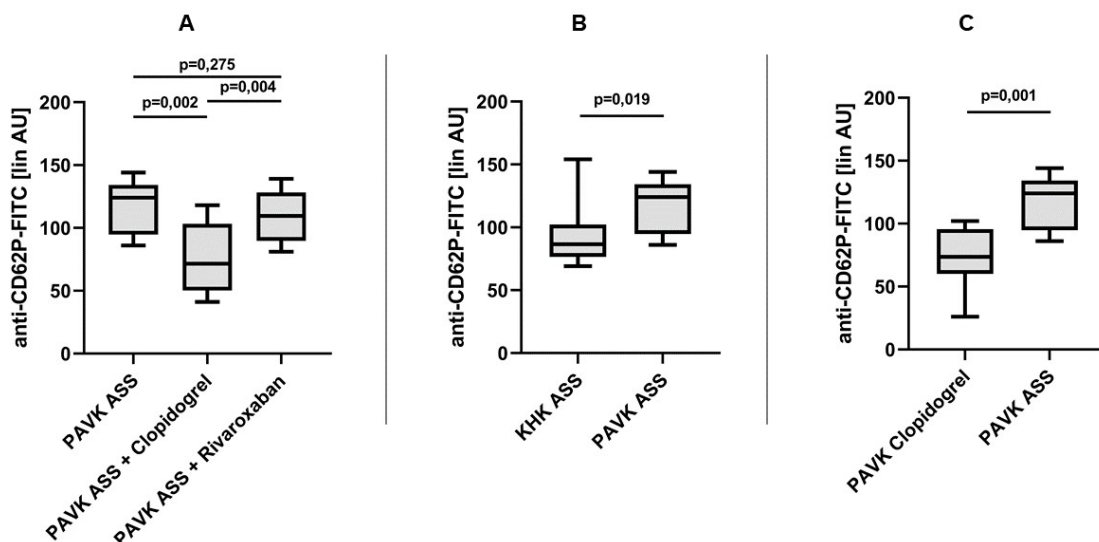 A
p=0,275
p=0,002
p=0,004
anti-CD62P-FITC [lin AU]
200
150
100
50
0
PAVK ASS
PAVK ASS + Clopidogrel
PAVK ASS + Rivaroxaban
B
p=0,019
anti-CD62P-FITC [lin AU]
200
150
100
50
0
KHK ASS
PAVK ASS
C
p=0,001
anti-CD62P-FITC [lin AU]
200
150
100
50
0
PAVK Clopidogrel
PAVK ASS